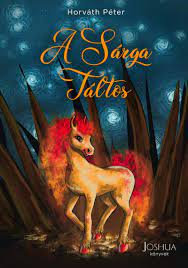 Horváth Péter
A Sárga
Táltos
JOSHUA
könyvek